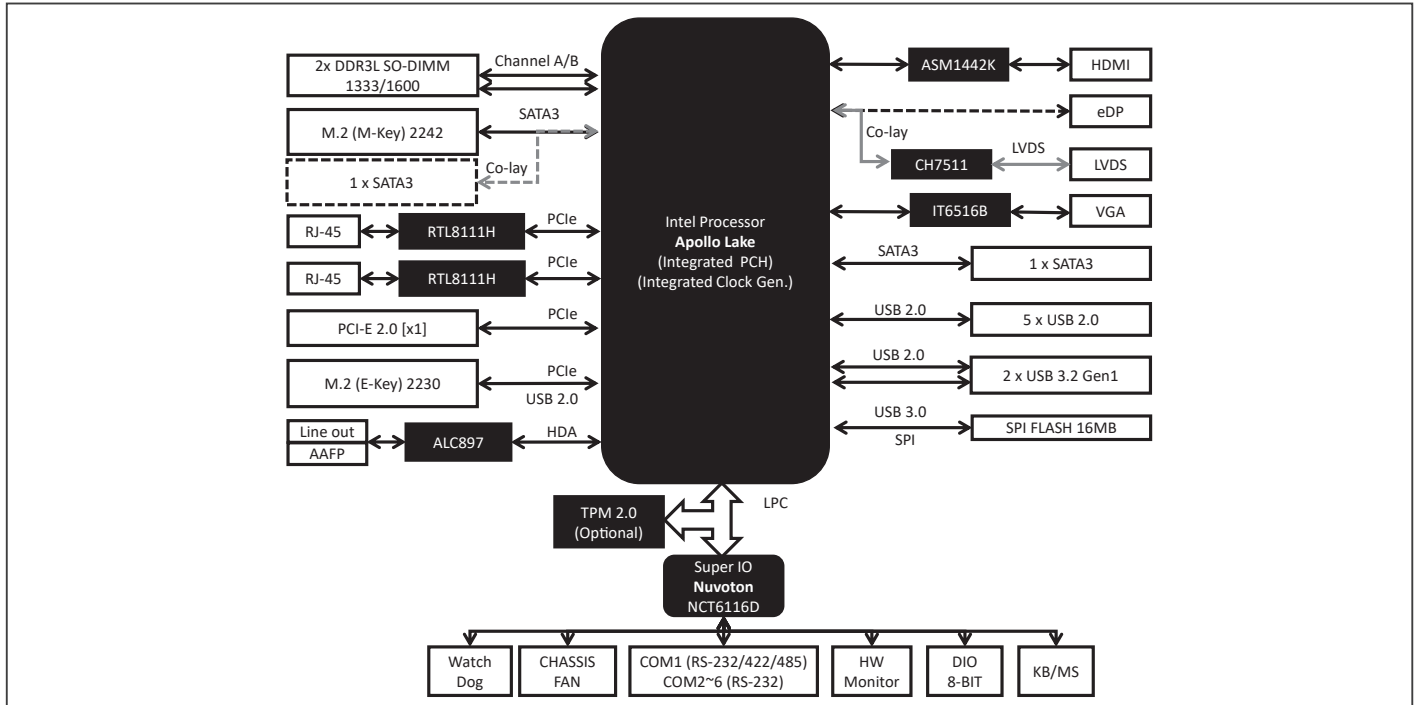 2x DDR3L SO-DIMM
1333/1600
Channel A/B
M.2 (M-Key) 2242
SATA3
1 x SATA3
Co-lay
RJ-45
RTL8111H
PCIe
RJ-45
RTL8111H
PCIe
PCI-E 2.0 [x1]
PCIe
M.2 (E-Key) 2230
PCIe
USB 2.0
Line out
AAFP
ALC897
HDA
Intel Processor
Apollo Lake
(Integrated PCH)
(Integrated Clock Gen.)
ASM1442K
HDMI
eDP
Co-lay
CH7511
LVDS
LVDS
IT6516B
VGA
SATA3
1 x SATA3
USB 2.0
5 x USB 2.0
USB 2.0
2 x USB 3.2 Gen1
USB 3.0
SPI
SPI FLASH 16MB
LPC
TPM 2.0
(Optional)
Super IO
Nuvoton
NCT6116D
Watch
Dog
CHASSIS
FAN
COM1 (RS-232/422/485)
COM2~6 (RS-232)
HW
Monitor
DIO
8-BIT
KB/MS